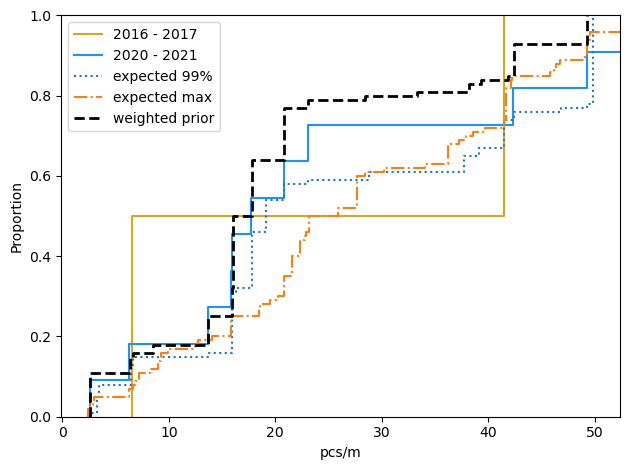 1.0
0.8
0.6
0.4
0.2
0.0
Proportion
2016 - 2017
2020 - 2021
expected 99%
expected max
weighted prior
0 10 20 30 40 50
pcs/m